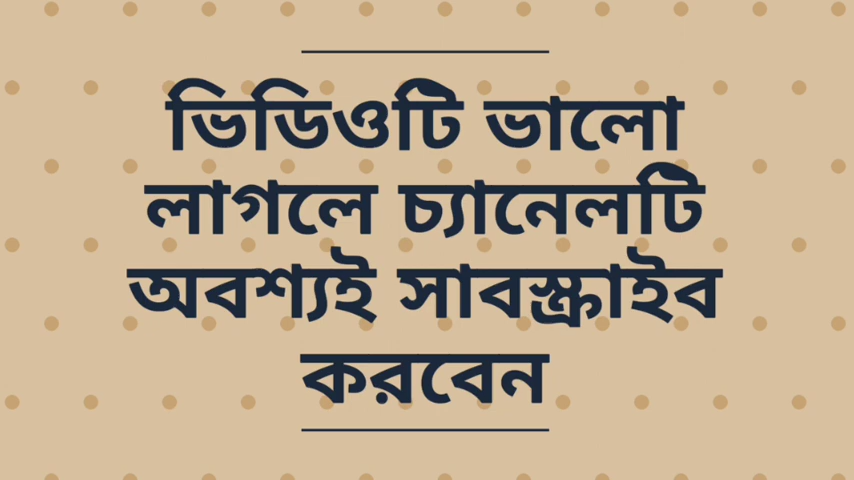 ভিডিওটি ভালো
লাগলে চ্যানেলটি
অবশ্যই সাবস্ক্রাইব
করবেন